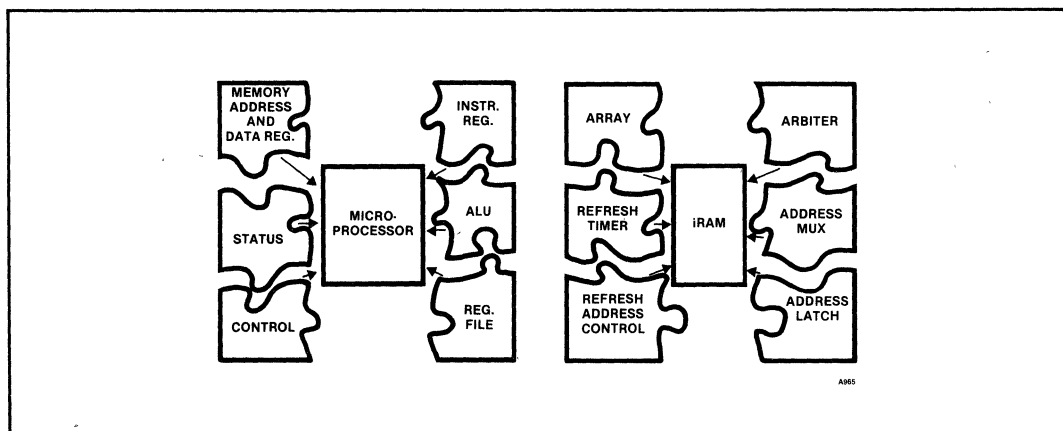 MEMORY
ADDRESS
AND
DATA REG.
STATUS
CONTROL
MICRO-
PROCESSOR
INSTR.
REG.
ALU
REG.
FILE
ARRAY
REFRESH
TIMER
REFRESH
ADDRESS
CONTROL
iRAM
ARBITER
ADDRESS
MUX
ADDRESS
LATCH
A965